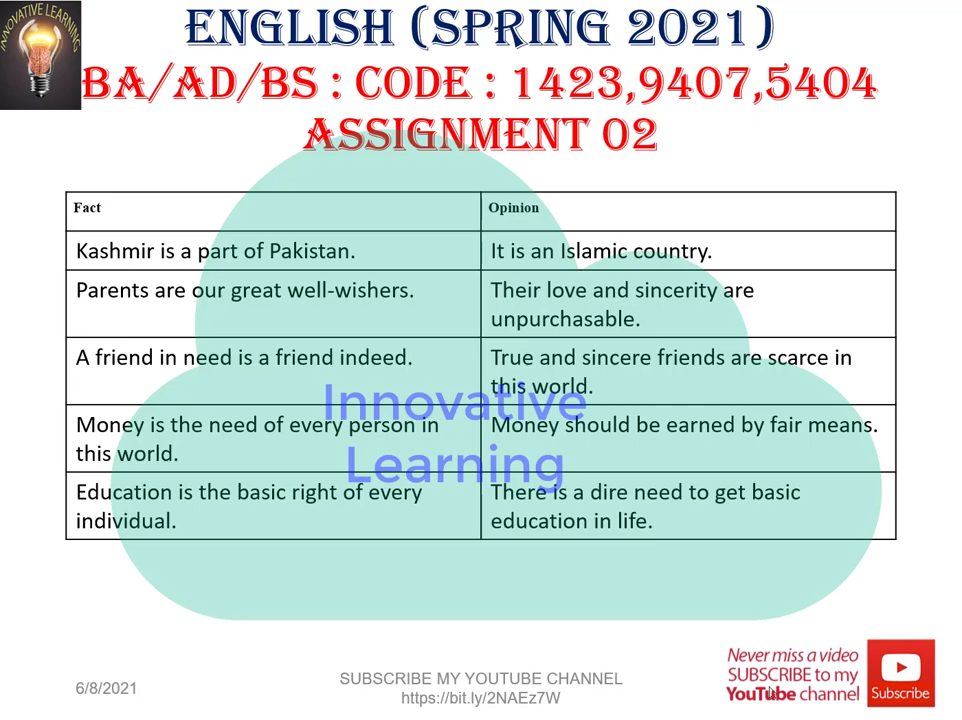 INNOVATIVE LEARNING
ENGLISH (SPRING 2021)
BA/AD/BS : CODE : 1423,9407,5404
ASSIGNMENT 02
Fact
Opinion
Kashmir is a part of Pakistan.
It is an Islamic country.
Parents are our great well-wishers.
Their love and sincerity are
unpurchasable.
A friend in need is a friend indeed.
True and sincere friends are scarce in
this world.
Money is the need of every person in
this world.
Money should be earned by fair means.
Education is the basic right of every
individual.
There is a dire need to get basic
education in life.
Innovative
Learning
6/8/2021
SUBSCRIBE MY YOUTUBE CHANNEL
https://bit.ly/2NAEz7W
Never miss a video
SUBSCRIBE to my
YouTube channel
Subscribe